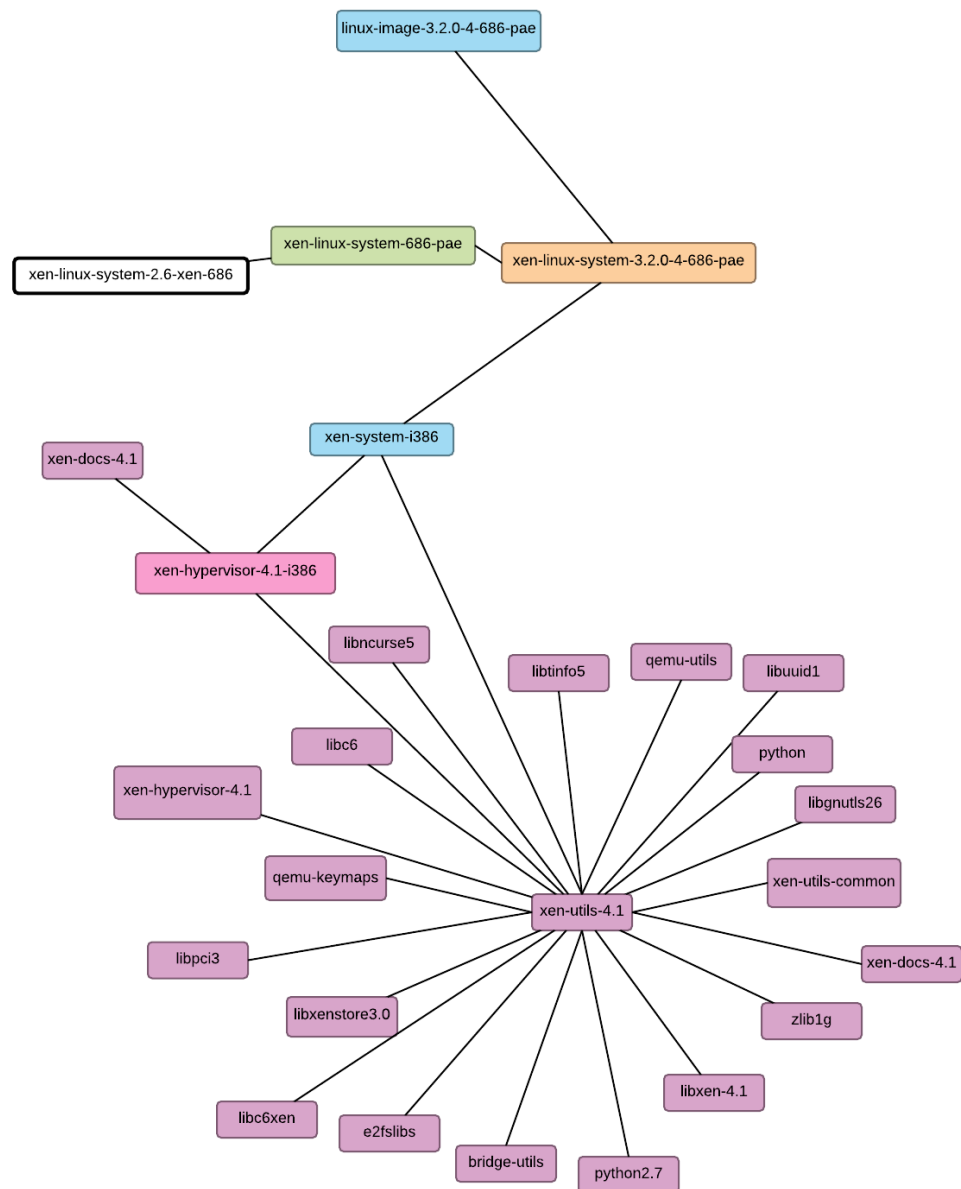 linux-image-3.2.0-4-686-pae
xen-linux-system-686-pae
xen-linux-system-3.2.0-4-686-pae
xen-linux-system-2.6-xen-686
xen-system-i386
xen-docs-4.1
xen-hypervisor-4.1-i386
libncurse5
libtinfo5
qemu-utils
libuuid1
libc6
python
xen-hypervisor-4.1
libgnutls26
qemu-keymaps
xen-utils-common
xen-utils-4.1
libpci3
xen-docs-4.1
libxenstore3.0
zlib1g
libxen-4.1
libc6xen
e2fslibs
bridge-utils
python2.7